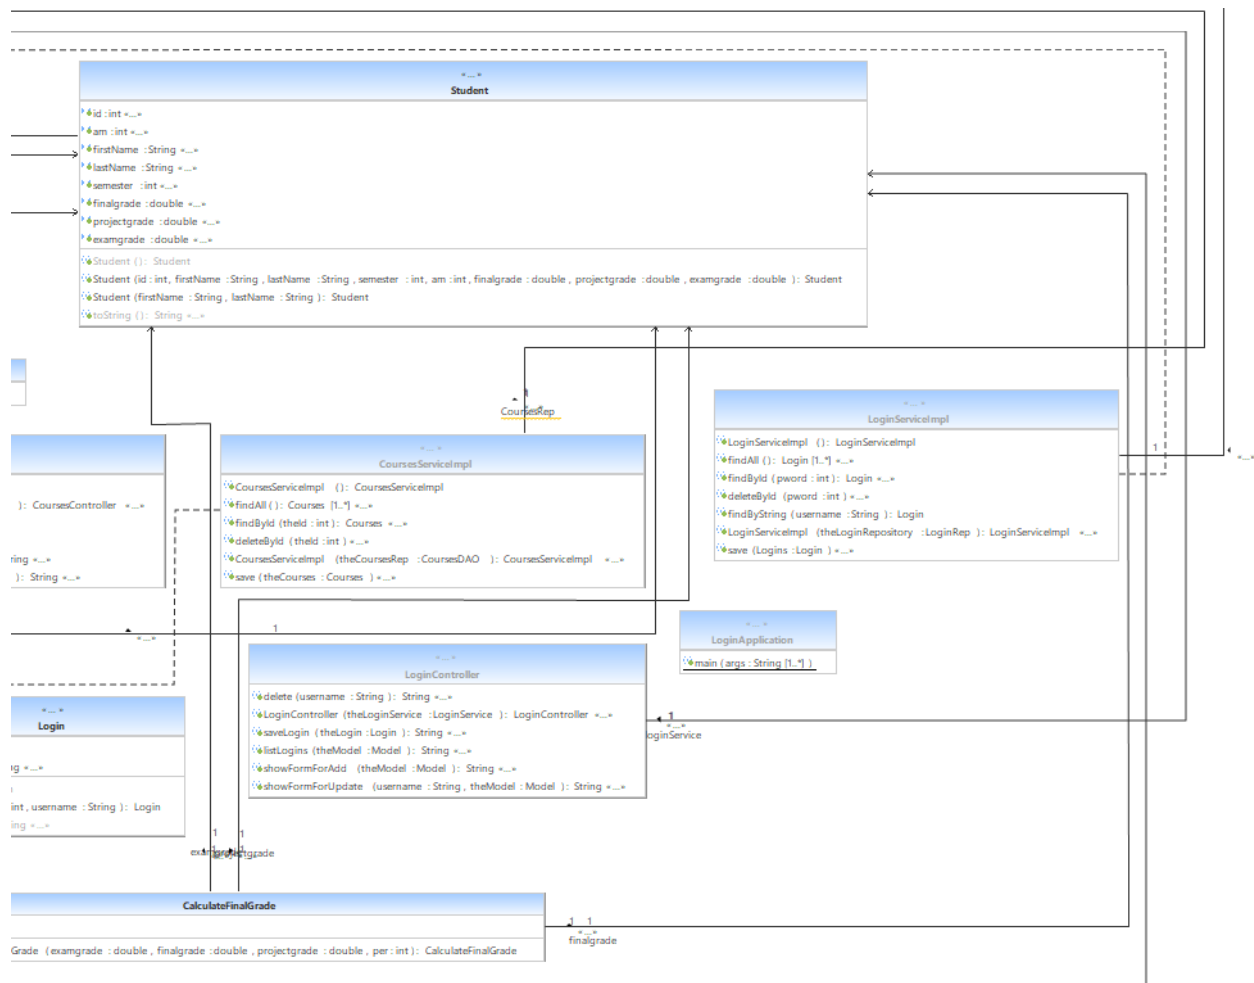 «...»
Student
id : int «...»
am : int «...»
firstName : String «...»
lastName : String «...»
semester : int «...»
finalgrade : double «...»
projectgrade : double «...»
examgrade : double «...»
Student (): Student
Student (id : int, firstName : String, lastName : String, semester : int, am : int, finalgrade : double, projectgrade : double, examgrade : double ): Student
Student (firstName : String, lastName : String ): Student
toString (): String «...»
CoursesRep
«...»
LoginServiceImpl
LoginServiceImpl (): LoginServiceImpl
findAll (): Login [1..*] «...»
findById (pword : int): Login «...»
deleteById (pword : int ) «...»
findByString (username : String ): Login
LoginServiceImpl (theLoginRepository : LoginRep ): LoginServiceImpl «...»
save (Logins : Login ) «...»
1
«...»
«...»
CoursesServiceImpl
CoursesServiceImpl (): CoursesServiceImpl
findAll (): Courses [1..*] «...»
findById (theId : int): Courses «...»
deleteById (theId : int ) «...»
CoursesServiceImpl (theCoursesRep : CoursesDAO ): CoursesServiceImpl «...»
save (theCourses : Courses ) «...»
): CoursesController «...»
ring «...»
): String «...»
«...»
1
«...»
LoginApplication
main (args : String [1..*] )
«...»
LoginController
delete (username : String ): String «...»
LoginController (theLoginService : LoginService ): LoginController «...»
saveLogin (theLogin : Login ): String «...»
listLogins (theModel : Model ): String «...»
showFormForAdd (theModel : Model ): String «...»
showFormForUpdate (username : String, theModel : Model ): String «...»
1
«...»
loginService
«...»
Login
ng «...»
int, username : String ): Login
ing «...»
1
1
projectgrade
CalculateFinalGrade
Grade (examgrade : double, finalgrade : double, projectgrade : double, per : int): CalculateFinalGrade
1 1
«...»
finalgrade